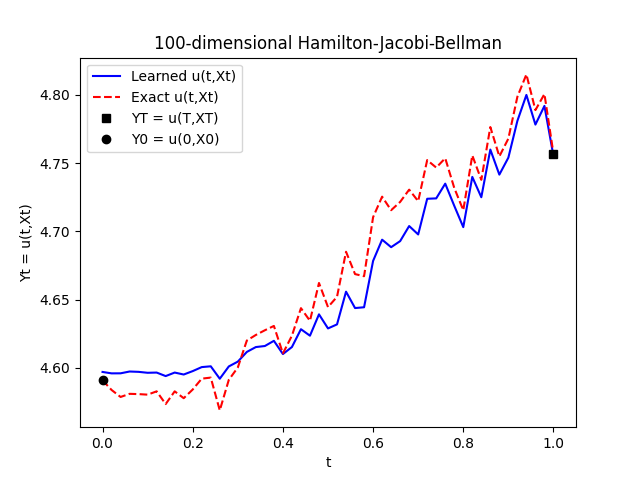 100-dimensional Hamilton-Jacobi-Bellman
Learned u(t,Xt)
Exact u(t,Xt)
YT = u(T,XT)
Y0 = u(0,X0)
Yt = u(t,Xt)
4.80
4.75
4.70
4.65
4.60
0.0 0.2 0.4 0.6 0.8 1.0
t